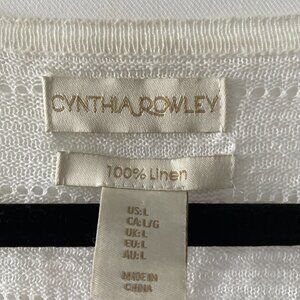 CYNTHIA ROWLEY
100% Linen
US:L
CA:L/G
UK:L
EU:L
AU:L
MADE IN
CHINA